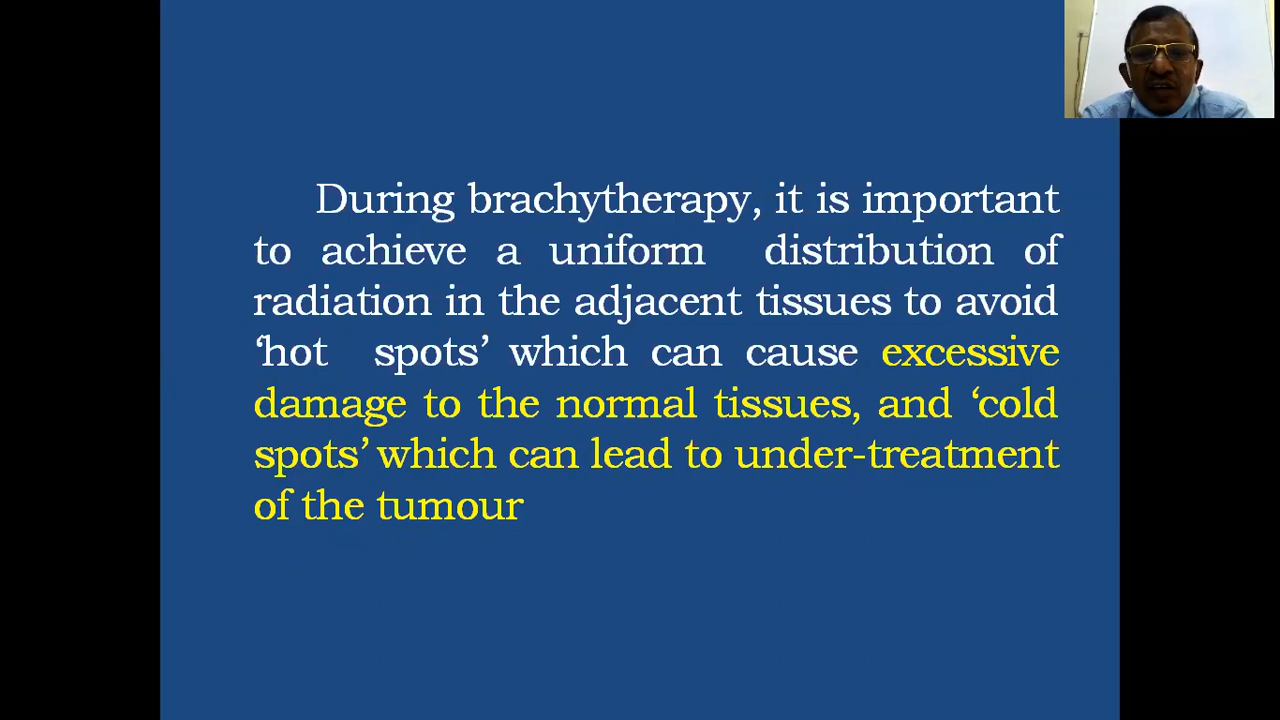 During brachytherapy, it is important
to achieve a uniform distribution of
radiation in the adjacent tissues to avoid
‘hot spots’ which can cause excessive
damage to the normal tissues, and ‘cold
spots’ which can lead to under-treatment
of the tumour